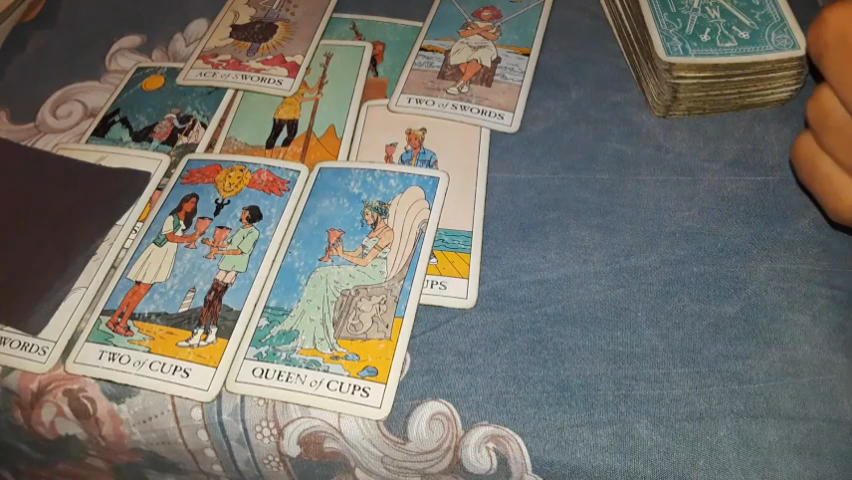 ACE of SWORDS
TWO of SWORDS
UPS
WORDS
TWO of CUPS
QUEEN of CUPS